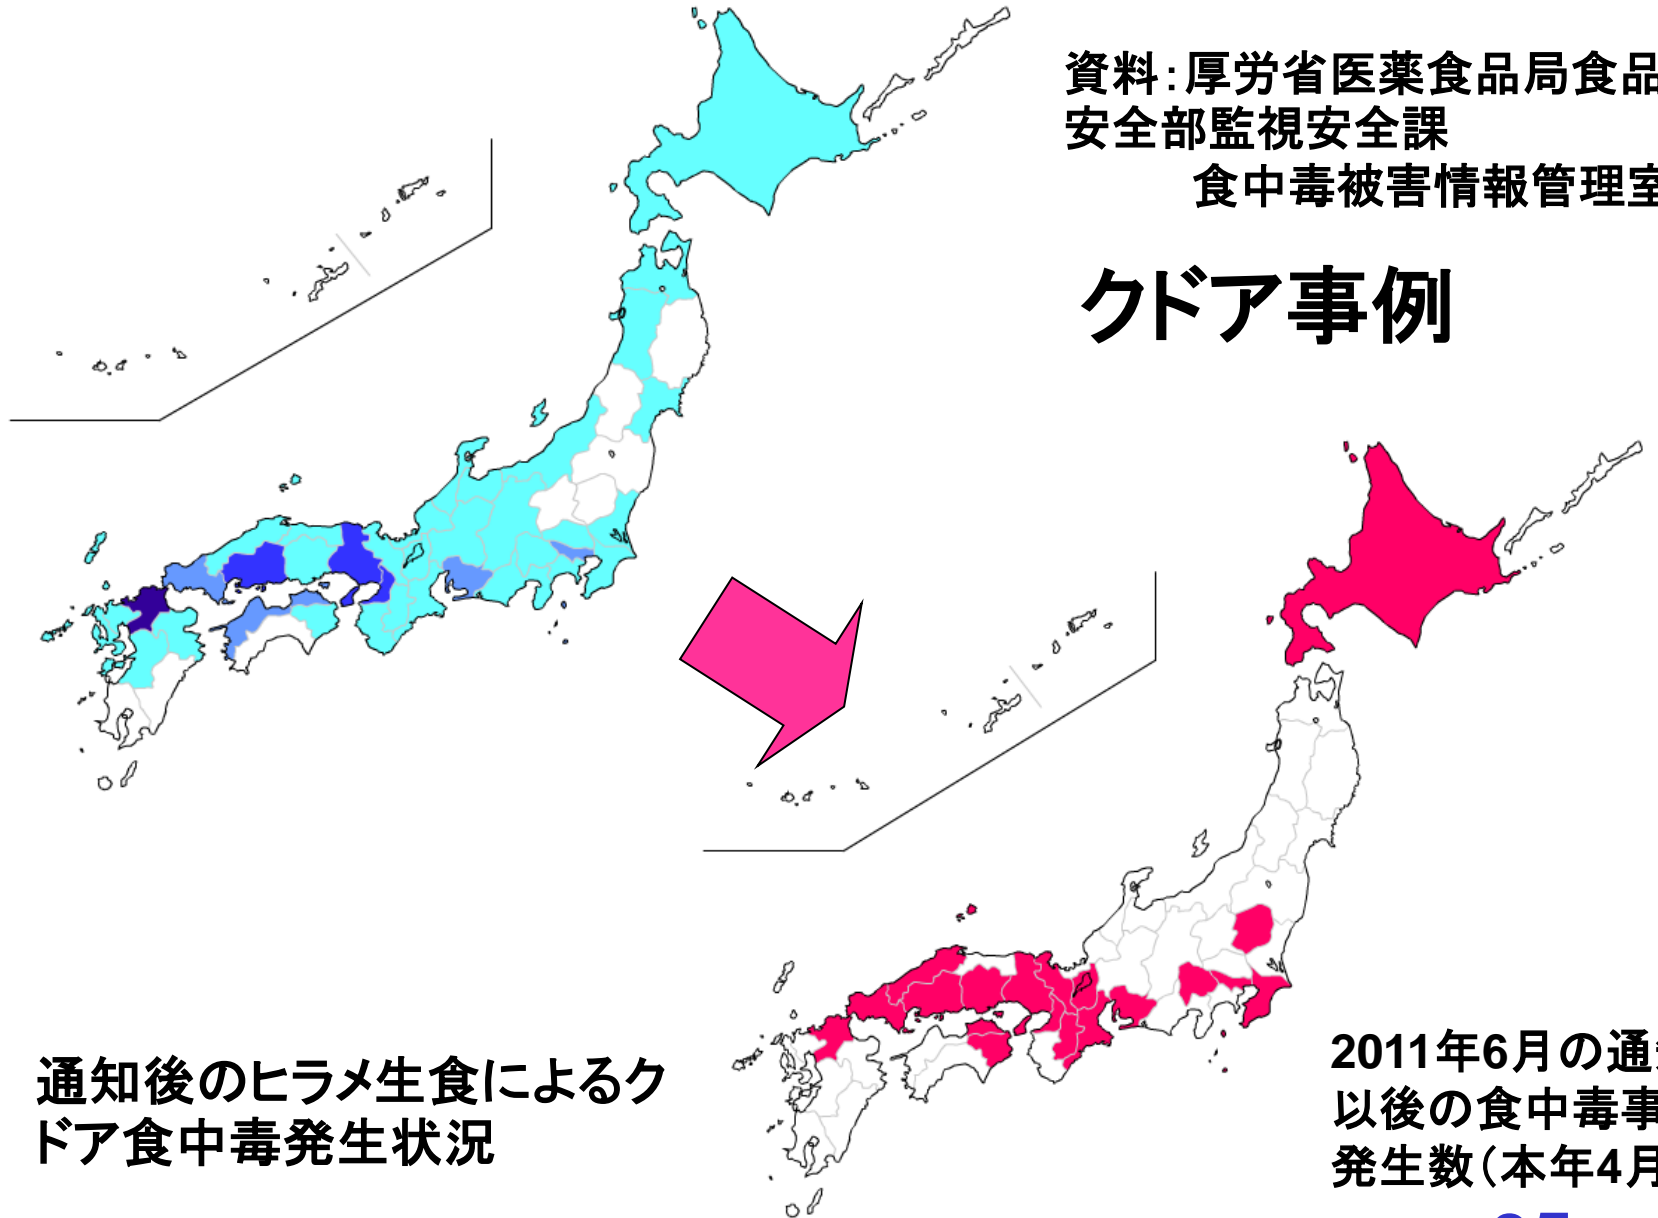 資料：厚労省医薬食品局食品
安全部監視安全課
食中毒被害情報管理室
クドア事例
通知後のヒラメ生食によるク
ドア食中毒発生状況
2011年6月の通
以後の食中毒事
発生数（本年4月